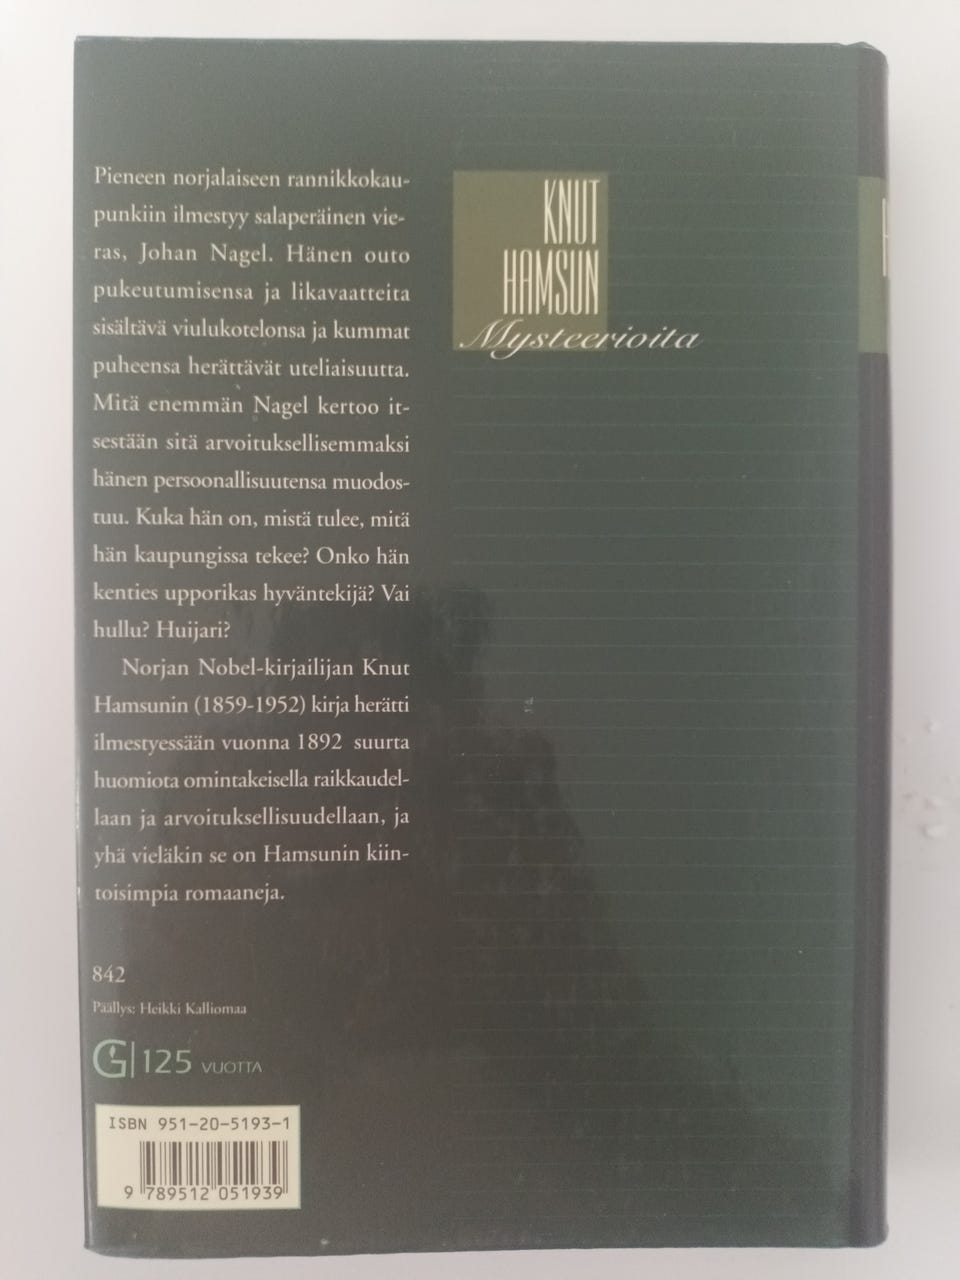 Pieneen norjalaiseen rannikkokau-
punkiin ilmestyy salaperäinen vie-
ras, Johan Nagel. Hänen outo
pukeutumisensa ja likavaatteita
sisältävä viulukotelonsa ja kummat
puheensa herättävät uteliaisuutta.
Mitä enemmän Nagel kertoo it-
sestään sitä arvoituksellisemmaksi
hänen persoonallisuutensa muodos-
tuu. Kuka hän on, mistä tulee, mitä
hän kaupungissa tekee? Onko hän
kenties upporikas hyväntekijä? Vai
hullu? Huijari?
Norjan Nobel-kirjailijan Knut
Hamsunin (1859-1952) kirja herätti
ilmestyessään vuonna 1892 suurta
huomiota omintakeisella raikkaudel-
laan ja arvoituksellisuudellaan, ja
yhä vieläkin se on Hamsunin kiin-
toisimpia romaaneja.
842
Päällys: Heikki Kalliomaa
G 125 VUOTTA
ISBN 951-20-5193-1
9 789512 051939
KNUT
HAMSUN
Mysteerioita
H